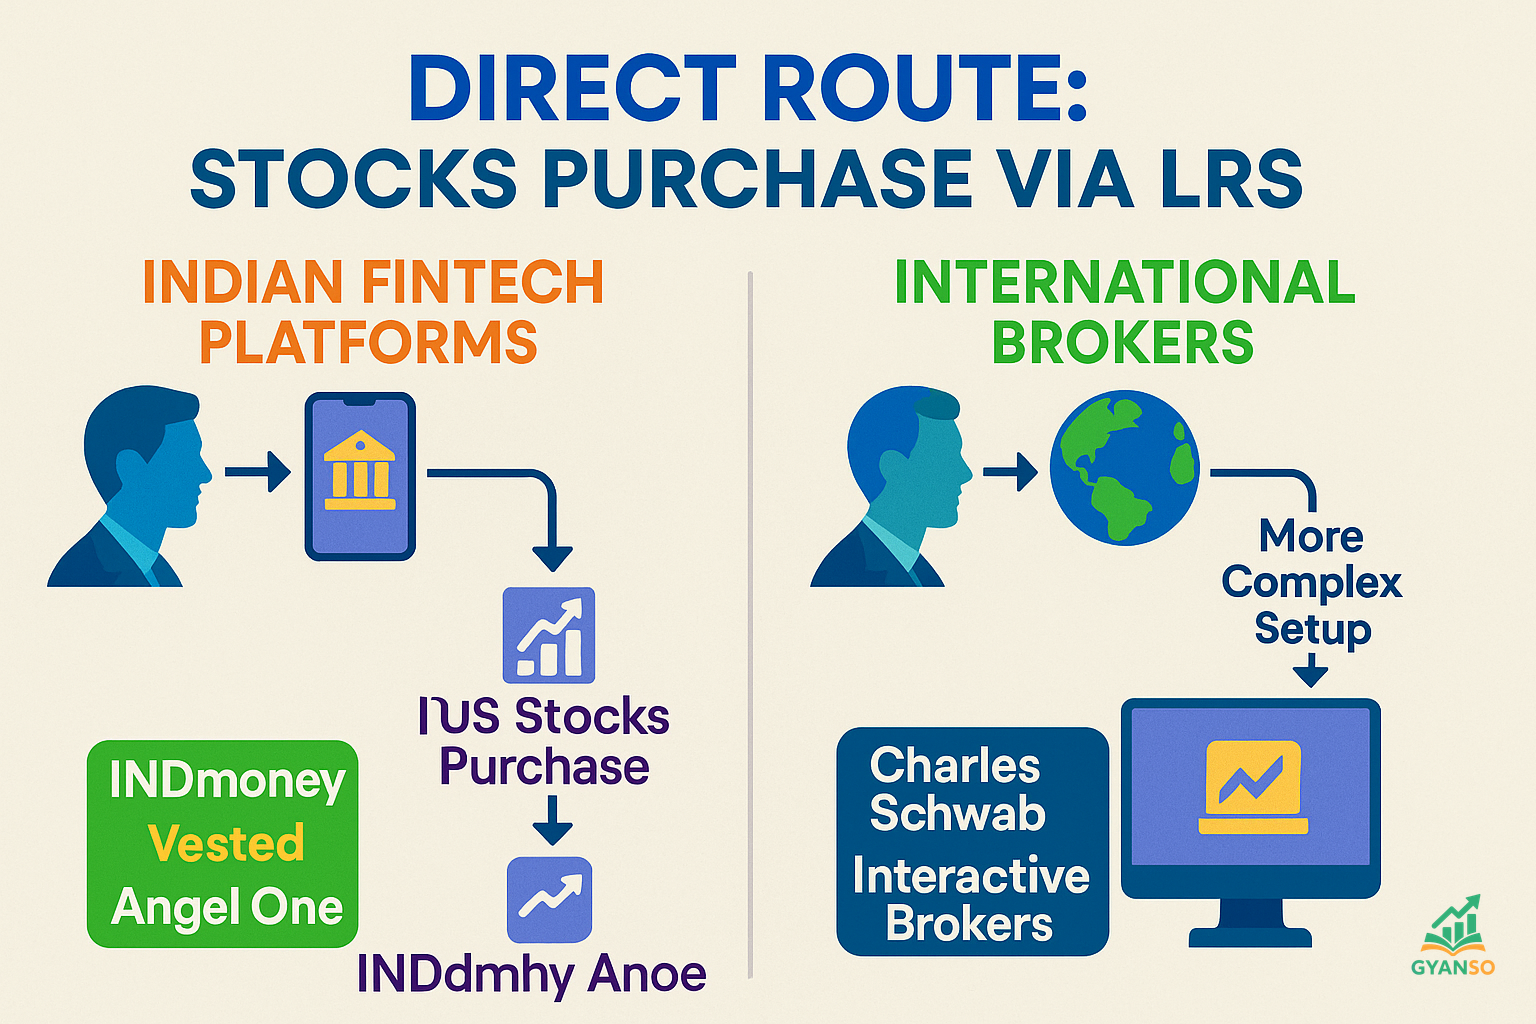 DIRECT ROUTE:
STOCKS PURCHASE VIA LRS
INDIAN FINTECH
PLATFORMS
US Stocks
Purchase
INDmoney
Vested
Angel One
INDdmhy Anoe
INTERNATIONAL
BROKERS
More
Complex
Setup
Charles
Schwab
Interactive
Brokers
GYANSO